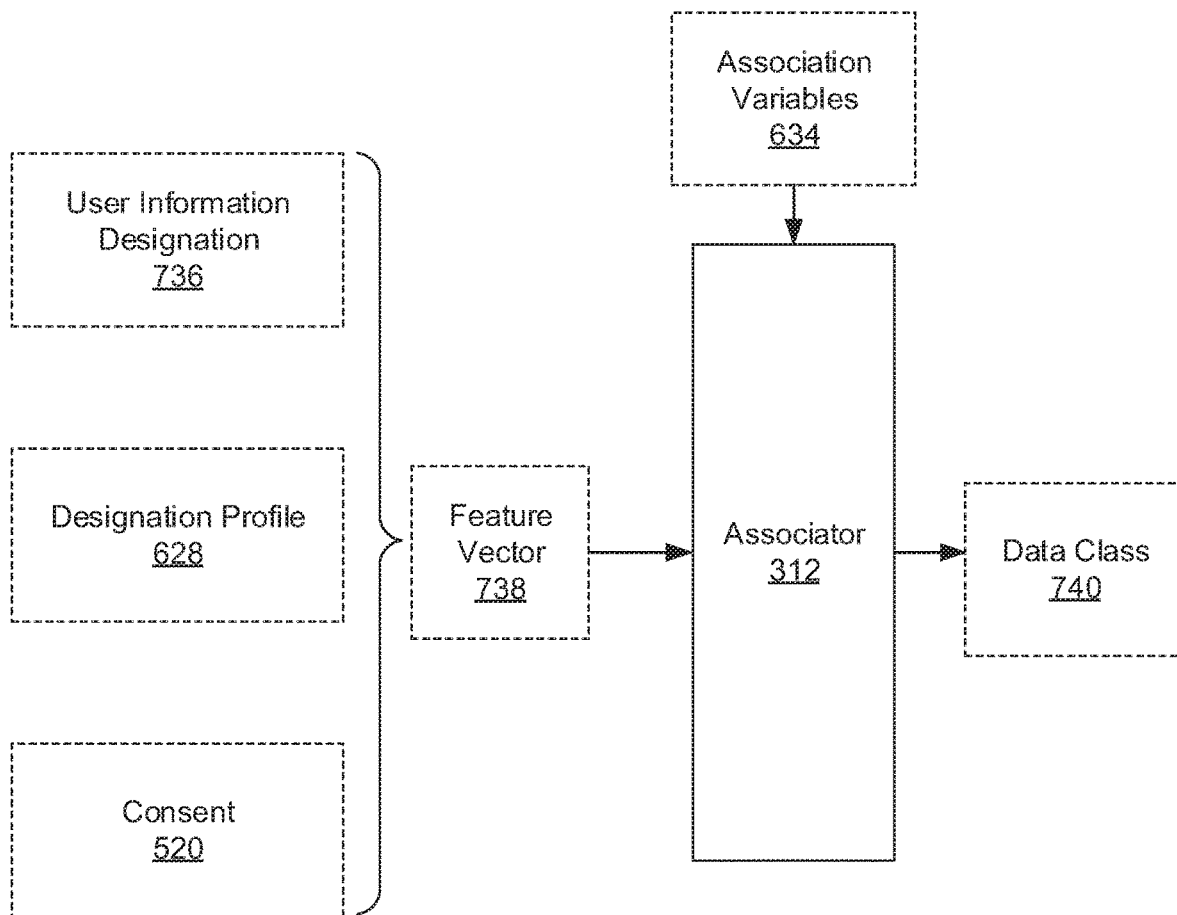 Association
Variables
634
User Information
Designation
736
Designation Profile
628
Feature
Vector
738
Associator
312
Data Class
740
Consent
520